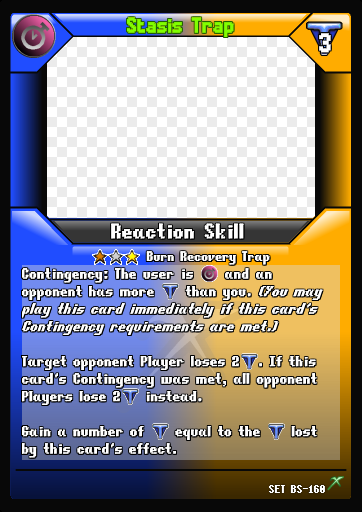 Stasis Trap
3
Reaction Skill
Burn Recovery Trap
Contingency: The user is and an
opponent has more than you. (You may
play this card immediately if this card's
Contingency requirements are met.)
Target opponent Player loses 2. If this
card's Contingency was met, all opponent
Players lose 2 instead.
Gain a number of equal to the lost
by this card's effect.
SET BS-160